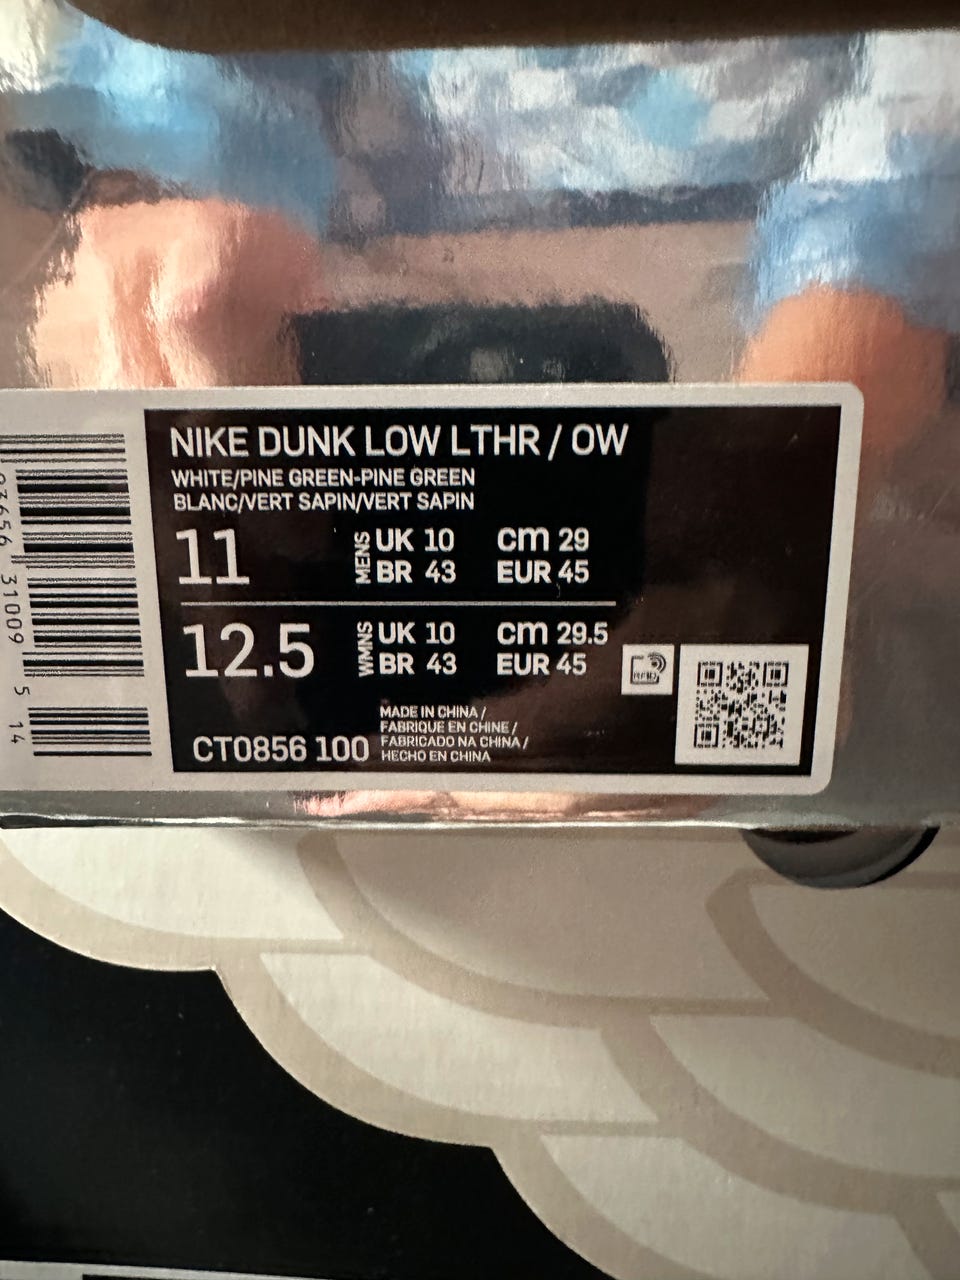 NIKE DUNK LOW LTHR / OW
WHITE/PINE GREEN-PINE GREEN
BLANC/VERT SAPIN/VERT SAPIN
11
MENS
UK 10
cm 29
BR 43
EUR 45
12.5
WMNS
UK 10
cm 29.5
BR 43
EUR 45
RFID
CT0856 100
MADE IN CHINA /
FABRIQUE EN CHINE /
FABRICADO NA CHINA /
HECHO EN CHINA
31009 5 14